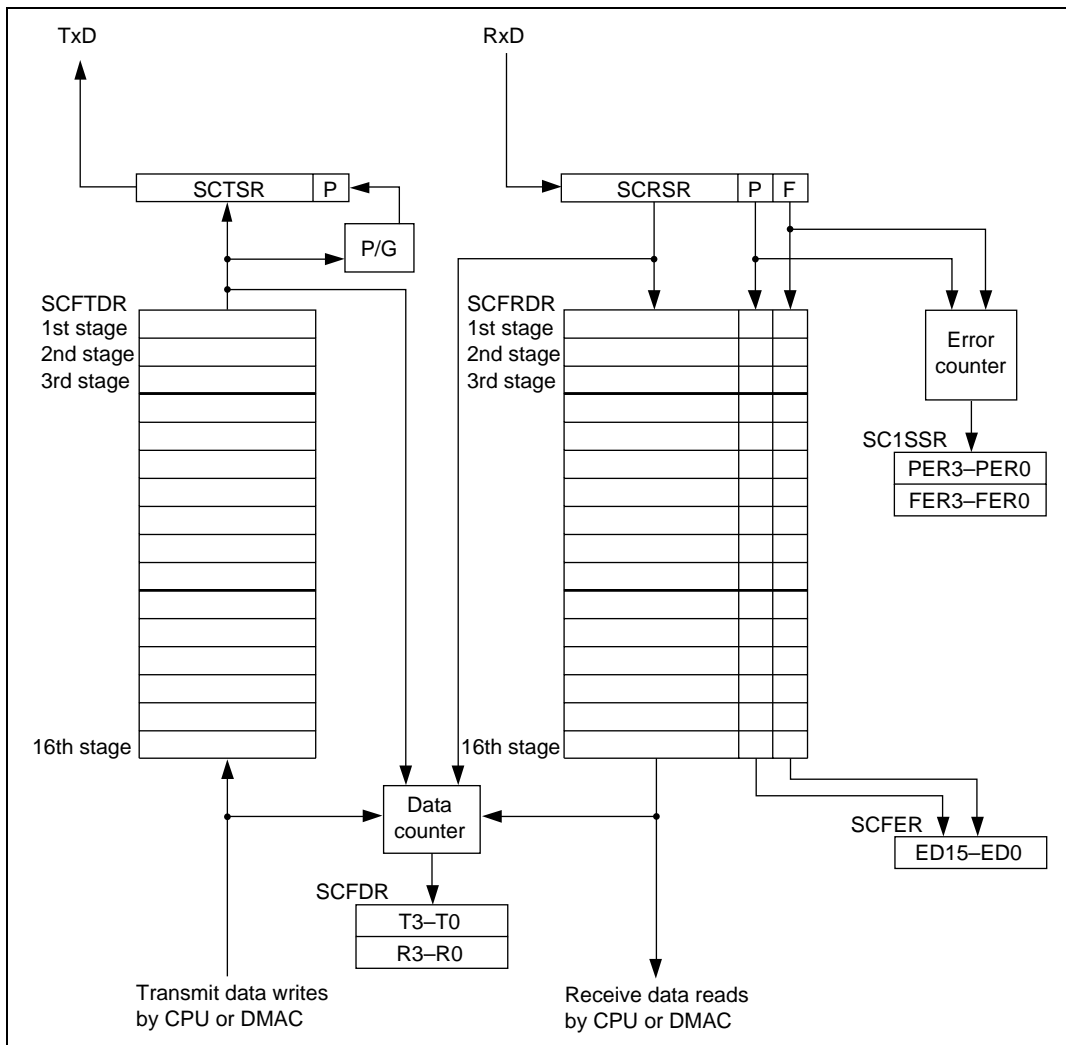 TxD
RxD
SCTSR P
SCRSR P F
P/G
SCFTDR
1st stage
2nd stage
3rd stage
16th stage
SCFRDR
1st stage
2nd stage
3rd stage
16th stage
Error
counter
SC1SSR
PER3–PER0
FER3–FER0
Data
counter
SCFER
ED15–ED0
SCFDR
T3–T0
R3–R0
Transmit data writes
by CPU or DMAC
Receive data reads
by CPU or DMAC